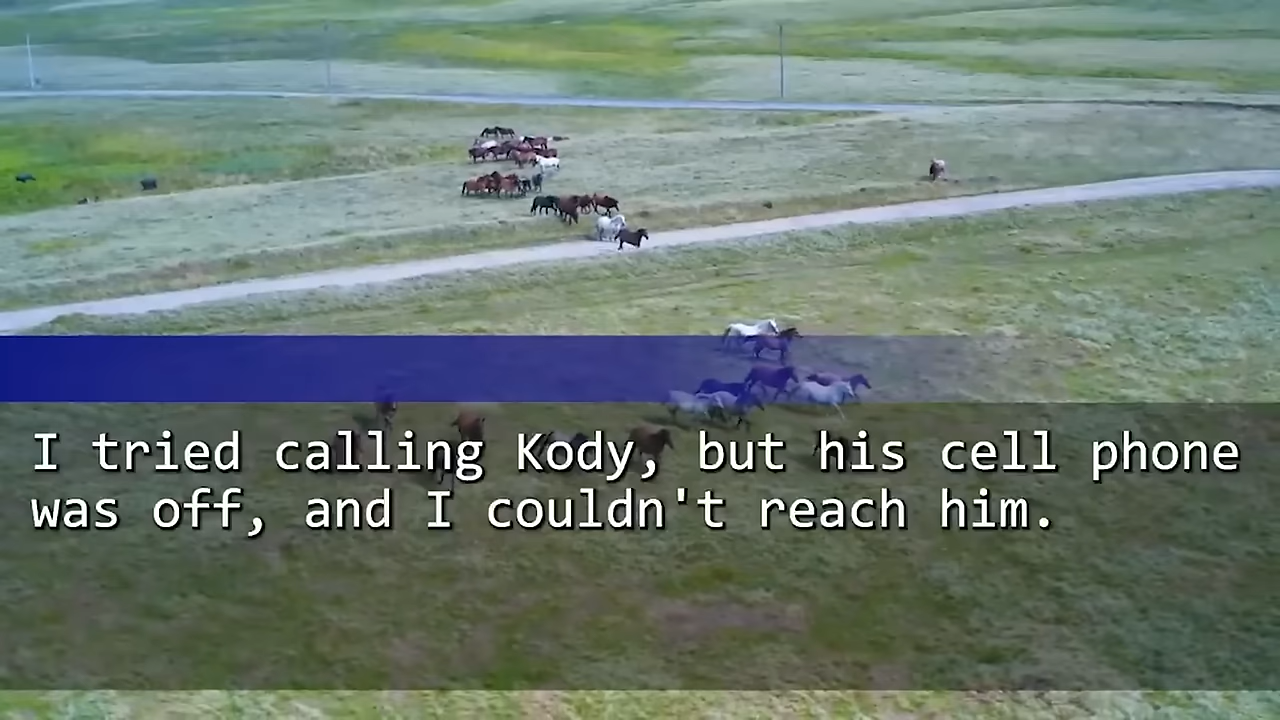 I tried calling Kody, but his cell phone
was off, and I couldn't reach him.